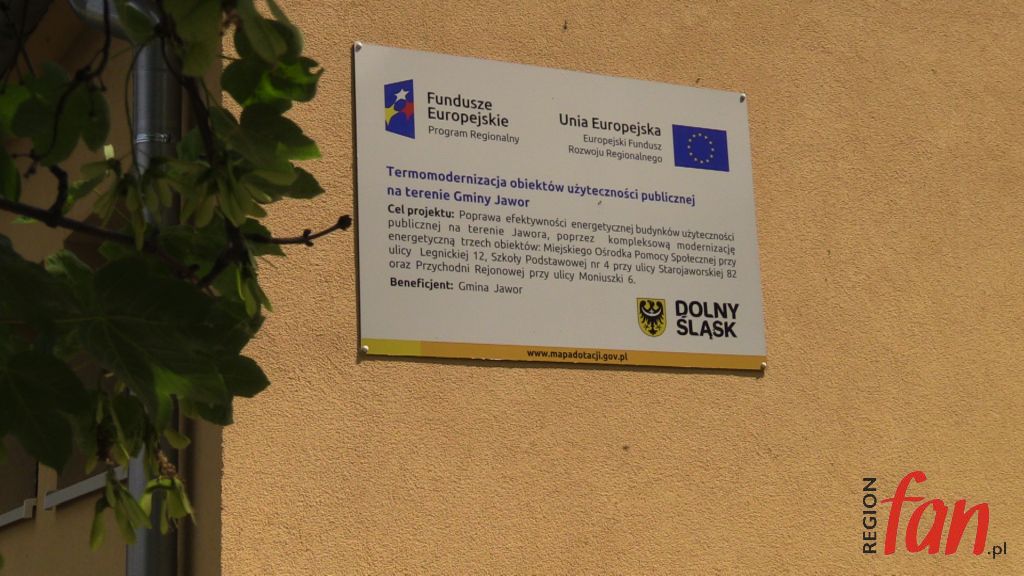 Fundusze
Europejskie
Program Regionalny
Unia Europejska
Europejski Fundusz
Rozwoju Regionalnego
Termomodernizacja obiektów użyteczności publicznej
na terenie Gminy Jawor
Cel projektu: Poprawa efektywności energetycznej budynków użyteczności
publicznej na terenie Jawora, poprzez kompleksową modernizację
energetyczną trzech obiektów: Miejskiego Ośrodka Pomocy Społecznej przy
ulicy Legnickiej 12, Szkoły Podstawowej nr 4 przy ulicy Starojaworskiej 82
oraz Przychodni Rejonowej przy ulicy Moniuszki 6.
Beneficjent: Gmina Jawor
DOLNY
ŚLĄSK
www.mapadotacji.gov.pl
REGION
fan.pl